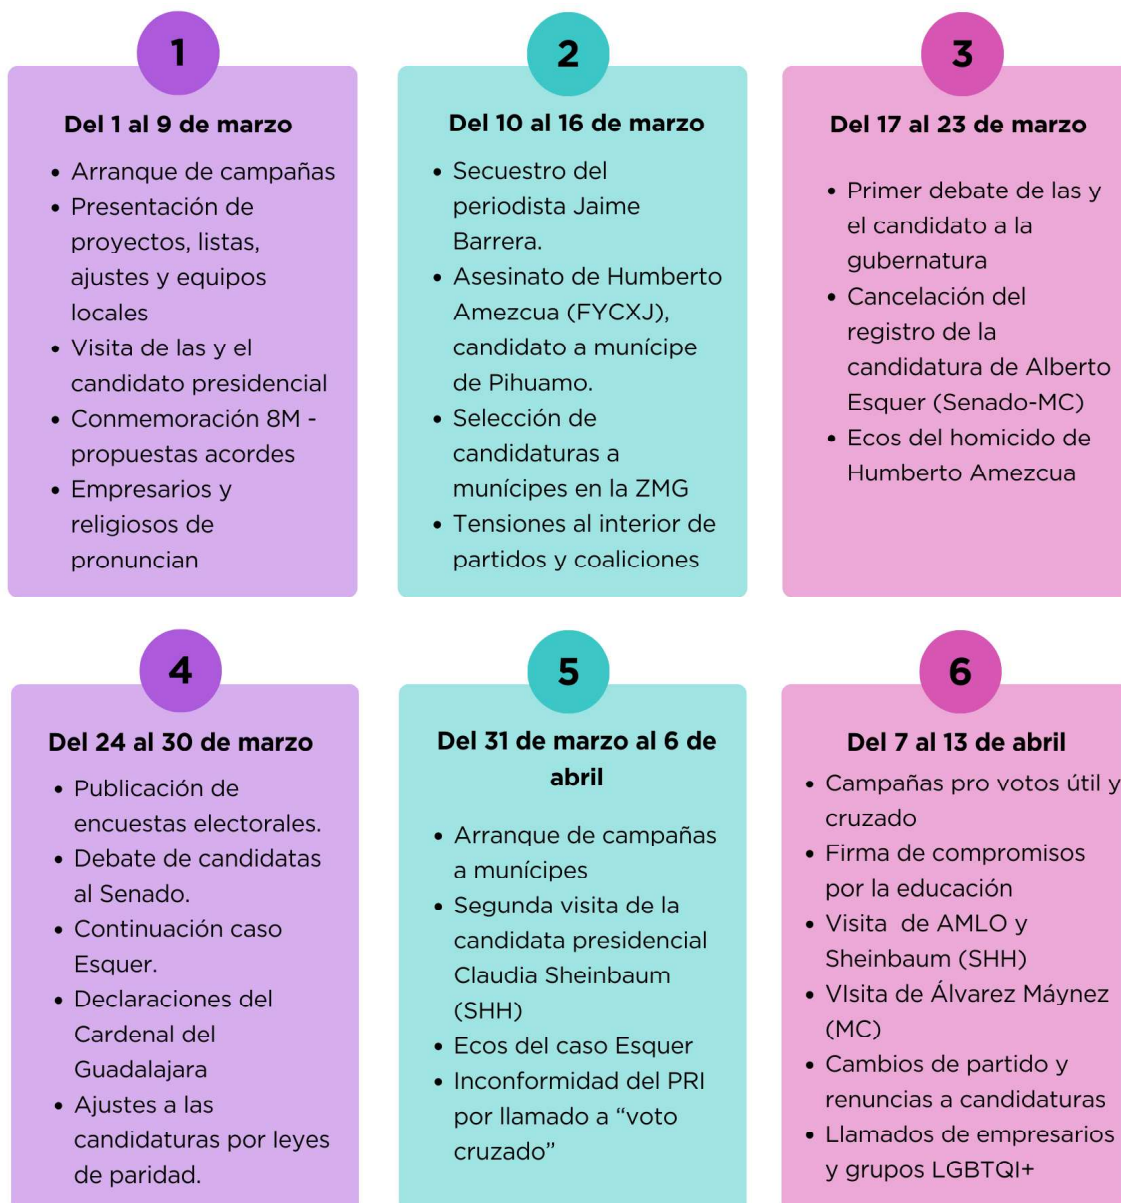 1
Del 1 al 9 de marzo
• Arranque de campañas
• Presentación de
proyectos, listas,
ajustes y equipos
locales
• Visita de las y el
candidato presidencial
• Conmemoración 8M -
propuestas acordes
• Empresarios y
religiosos de
pronuncian
2
Del 10 al 16 de marzo
• Secuestro del
periodista Jaime
Barrera.
• Asesinato de Humberto
Amezcua (FYCXJ),
candidato a munícipe
de Pihuamo.
• Selección de
candidaturas a
munícipes en la ZMG
• Tensiones al interior de
partidos y coaliciones
3
Del 17 al 23 de marzo
• Primer debate de las y
el candidato a la
gubernatura
• Cancelación del
registro de la
candidatura de Alberto
Esquer (Senado-MC)
• Ecos del homicido de
Humberto Amezcua
4
Del 24 al 30 de marzo
• Publicación de
encuestas electorales.
• Debate de candidatas
al Senado.
• Continuación caso
Esquer.
• Declaraciones del
Cardenal del
Guadalajara
• Ajustes a las
candidaturas por leyes
de paridad.
5
Del 31 de marzo al 6 de
abril
• Arranque de campañas
a munícipes
• Segunda visita de la
candidata presidencial
Claudia Sheinbaum
(SHH)
• Ecos del caso Esquer
• Inconformidad del PRI
por llamado a “voto
cruzado”
6
Del 7 al 13 de abril
• Campañas pro votos útil y
cruzado
• Firma de compromisos
por la educación
• Visita de AMLO y
Sheinbaum (SHH)
• VIsita de Álvarez Máynez
(MC)
• Cambios de partido y
renuncias a candidaturas
• Llamados de empresarios
y grupos LGBTQI+